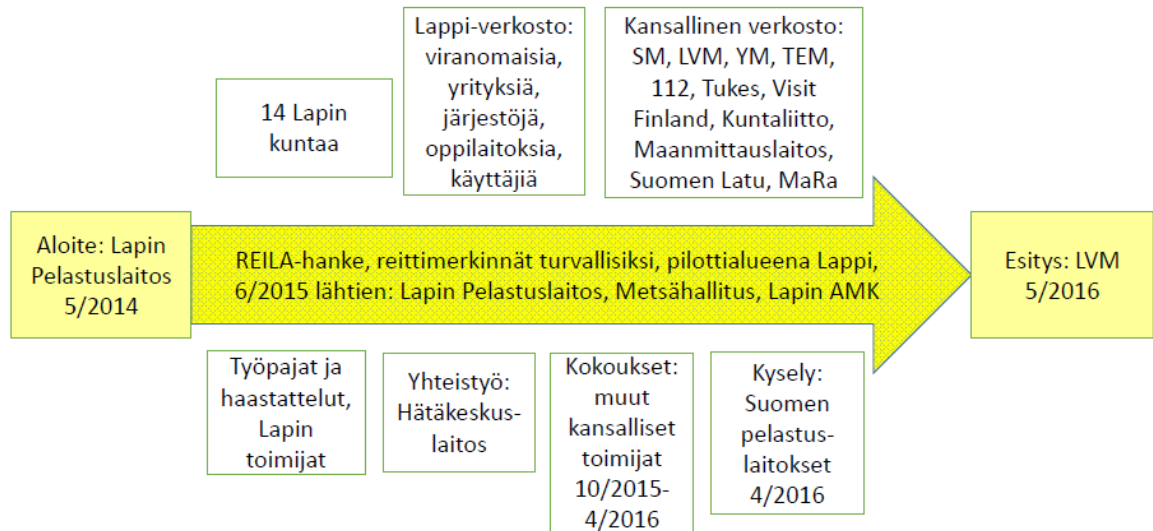 14 Lapin
kuntaa
Lappi-verkosto:
viranomaisia,
yrityksiä,
järjestöjä,
oppilaitoksia,
käyttäjiä
Kansallinen verkosto:
SM, LVM, YM, TEM,
112, Tukes, Visit
Finland, Kuntaliitto,
Maanmittauslaitos,
Suomen Latu, MaRa
Aloite: Lapin
Pelastuslaitos
5/2014
REILA-hanke, reittimerkinnät turvallisiksi, pilottialueena Lappi,
6/2015 lähtien: Lapin Pelastuslaitos, Metsähallitus, Lapin AMK
Esitys: LVM
5/2016
Työpajat ja
haastattelut,
Lapin
toimijat
Yhteistyö:
Hätäkeskus-
laitos
Kokoukset:
muut
kansalliset
toimijat
10/2015-
4/2016
Kysely:
Suomen
pelastus-
laitokset
4/2016